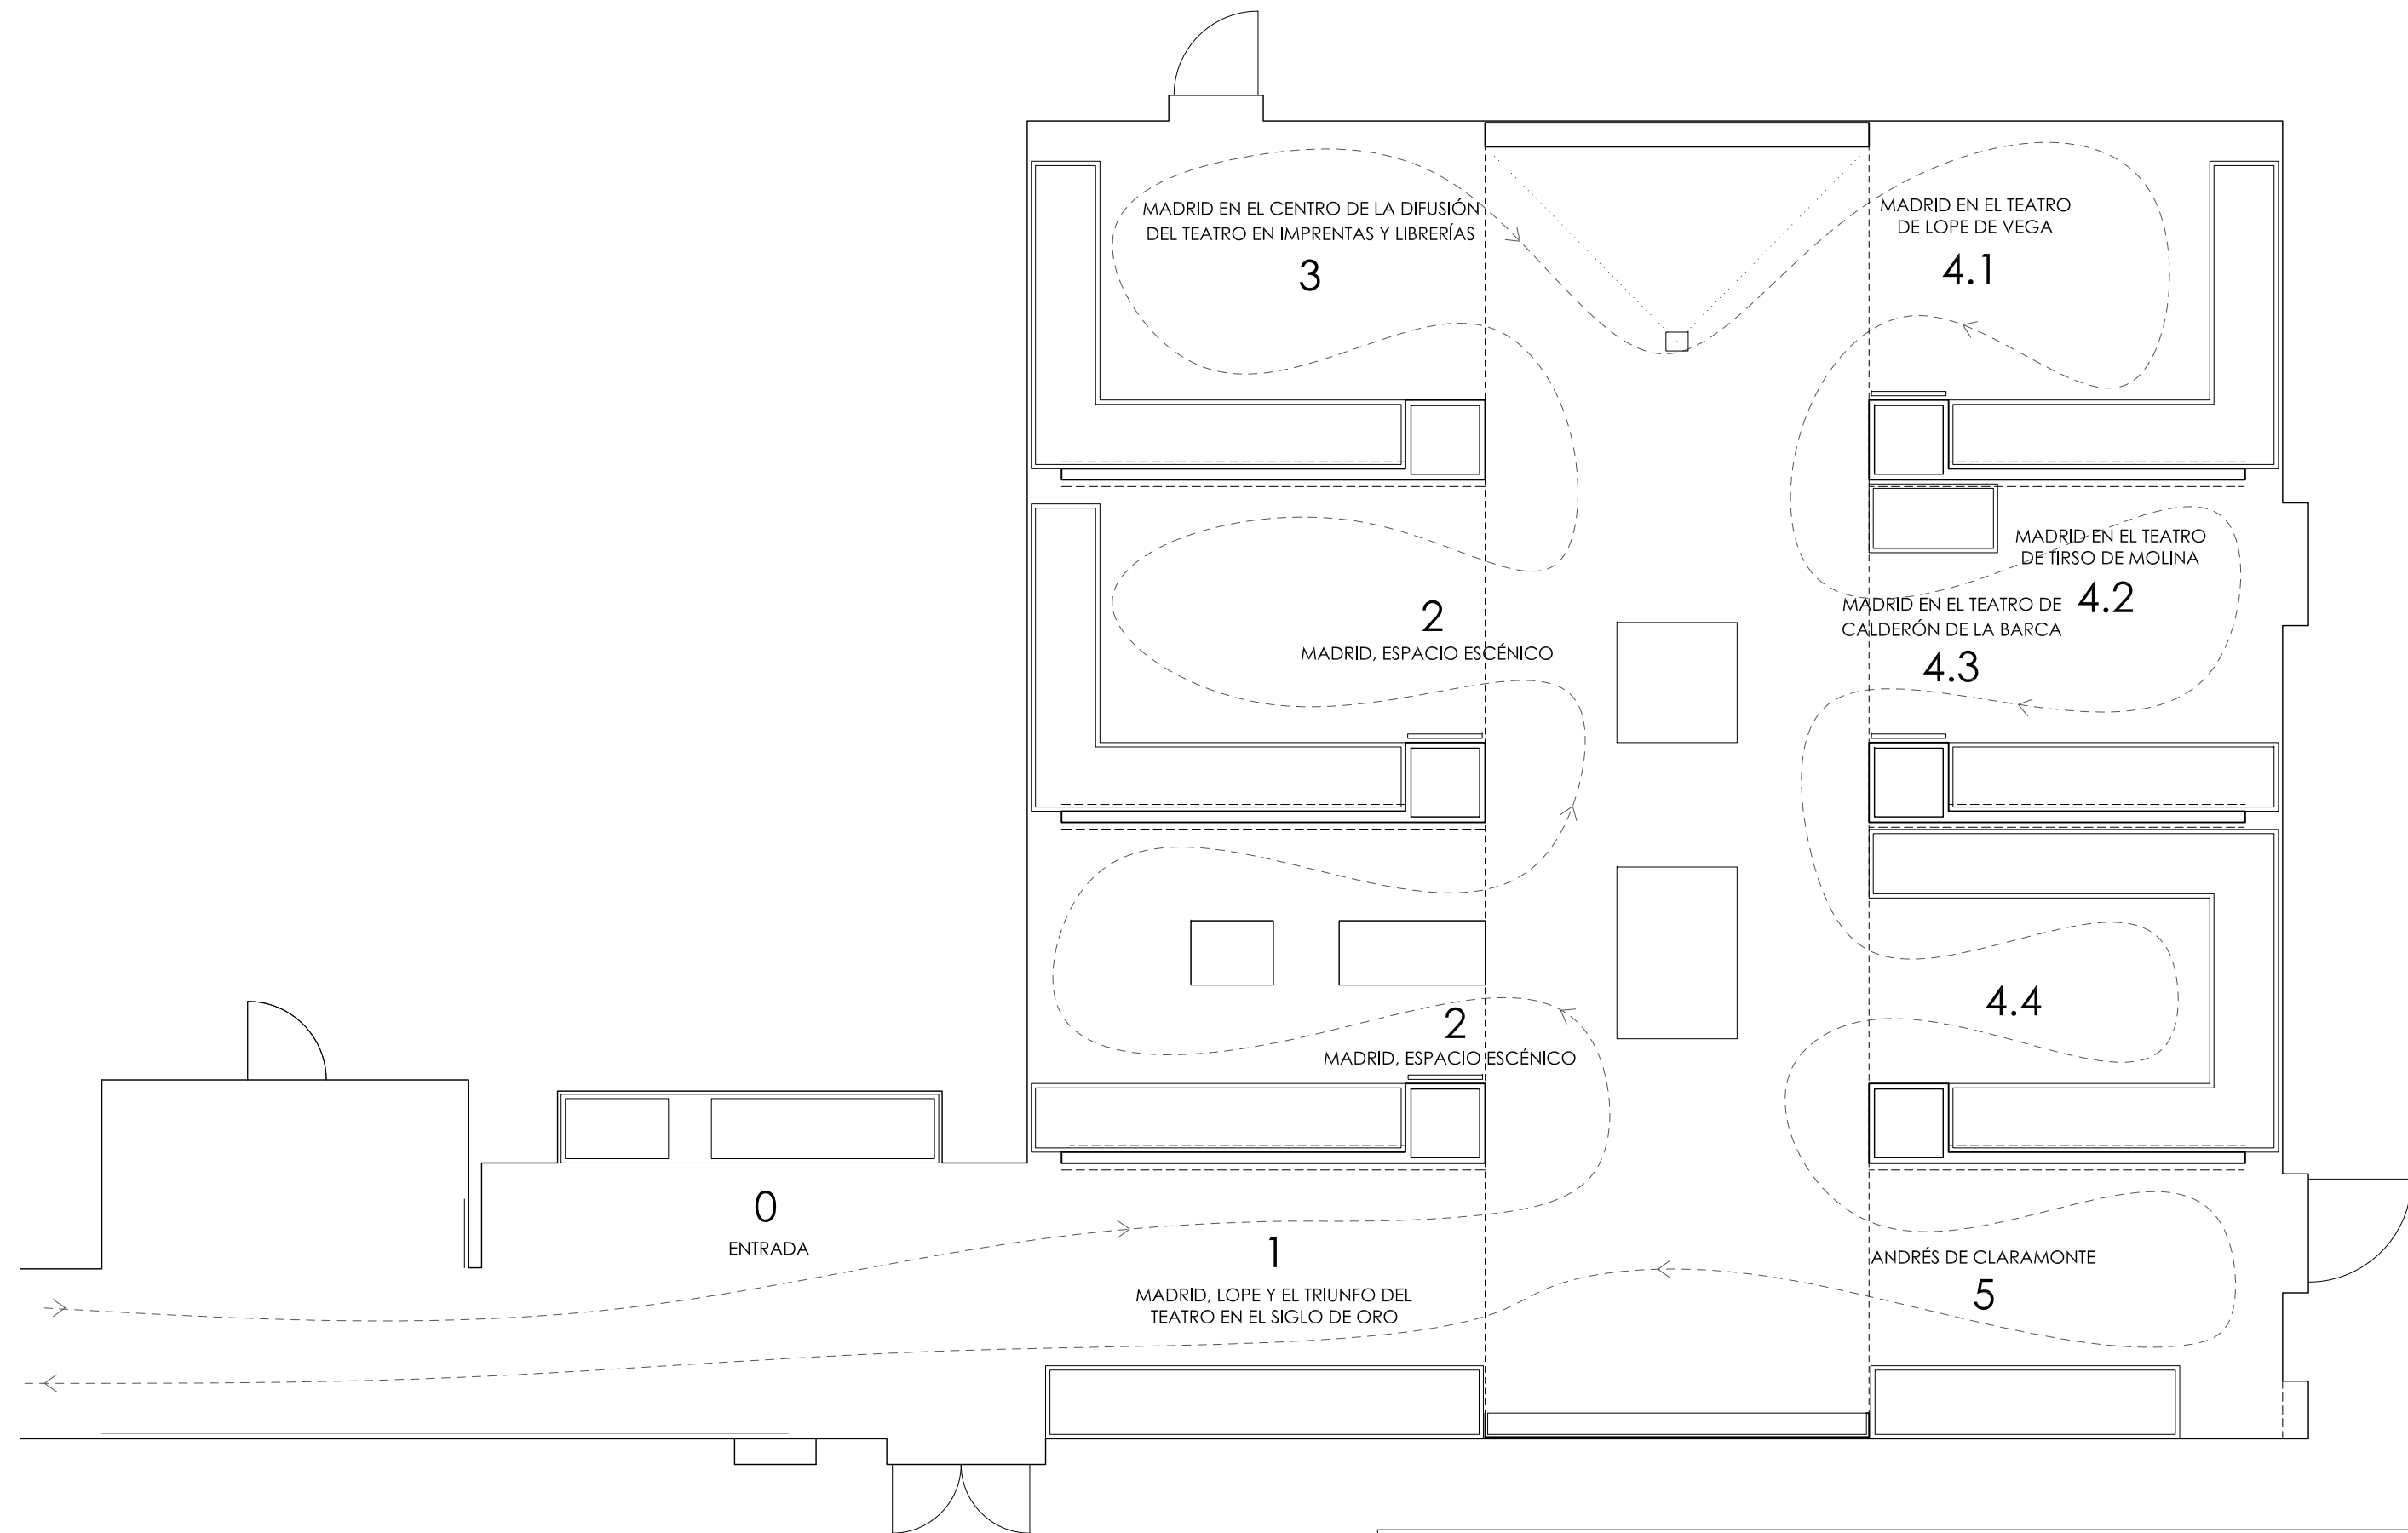 MADRID EN EL CENTRO DE LA DIFUSIÓN
DEL TEATRO EN IMPRENTAS Y LIBRERÍAS
3
MADRID EN EL TEATRO
DE LOPE DE VEGA
4.1
MADRID EN EL TEATRO
DE TIRSO DE MOLINA
4.2
MADRID EN EL TEATRO DE
CALDERÓN DE LA BARCA
4.3
2
MADRID, ESPACIO ESCÉNICO
2
MADRID, ESPACIO ESCÉNICO
4.4
0
ENTRADA
1
MADRID, LOPE Y EL TRIUNFO DEL
TEATRO EN EL SIGLO DE ORO
ANDRÉS DE CLARAMONTE
5